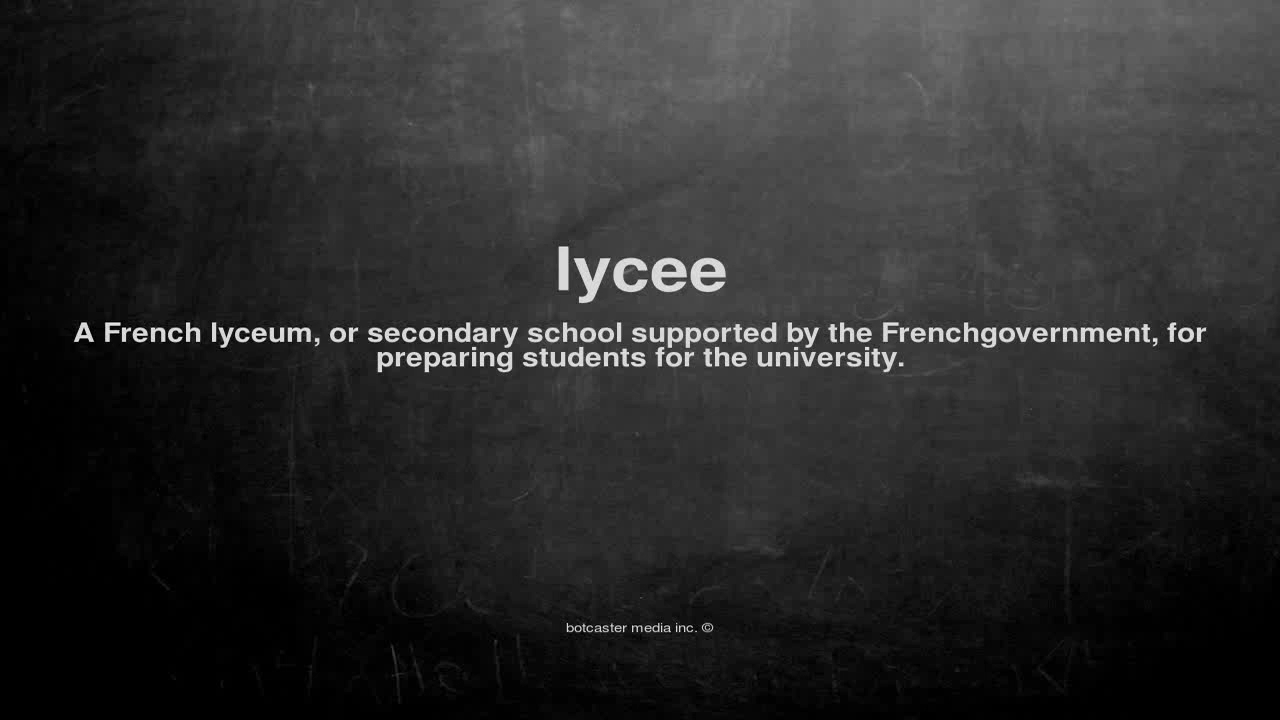 lycee
A French lyceum, or secondary school supported by the Frenchgovernment, for
preparing students for the university.
botcaster media inc. ©